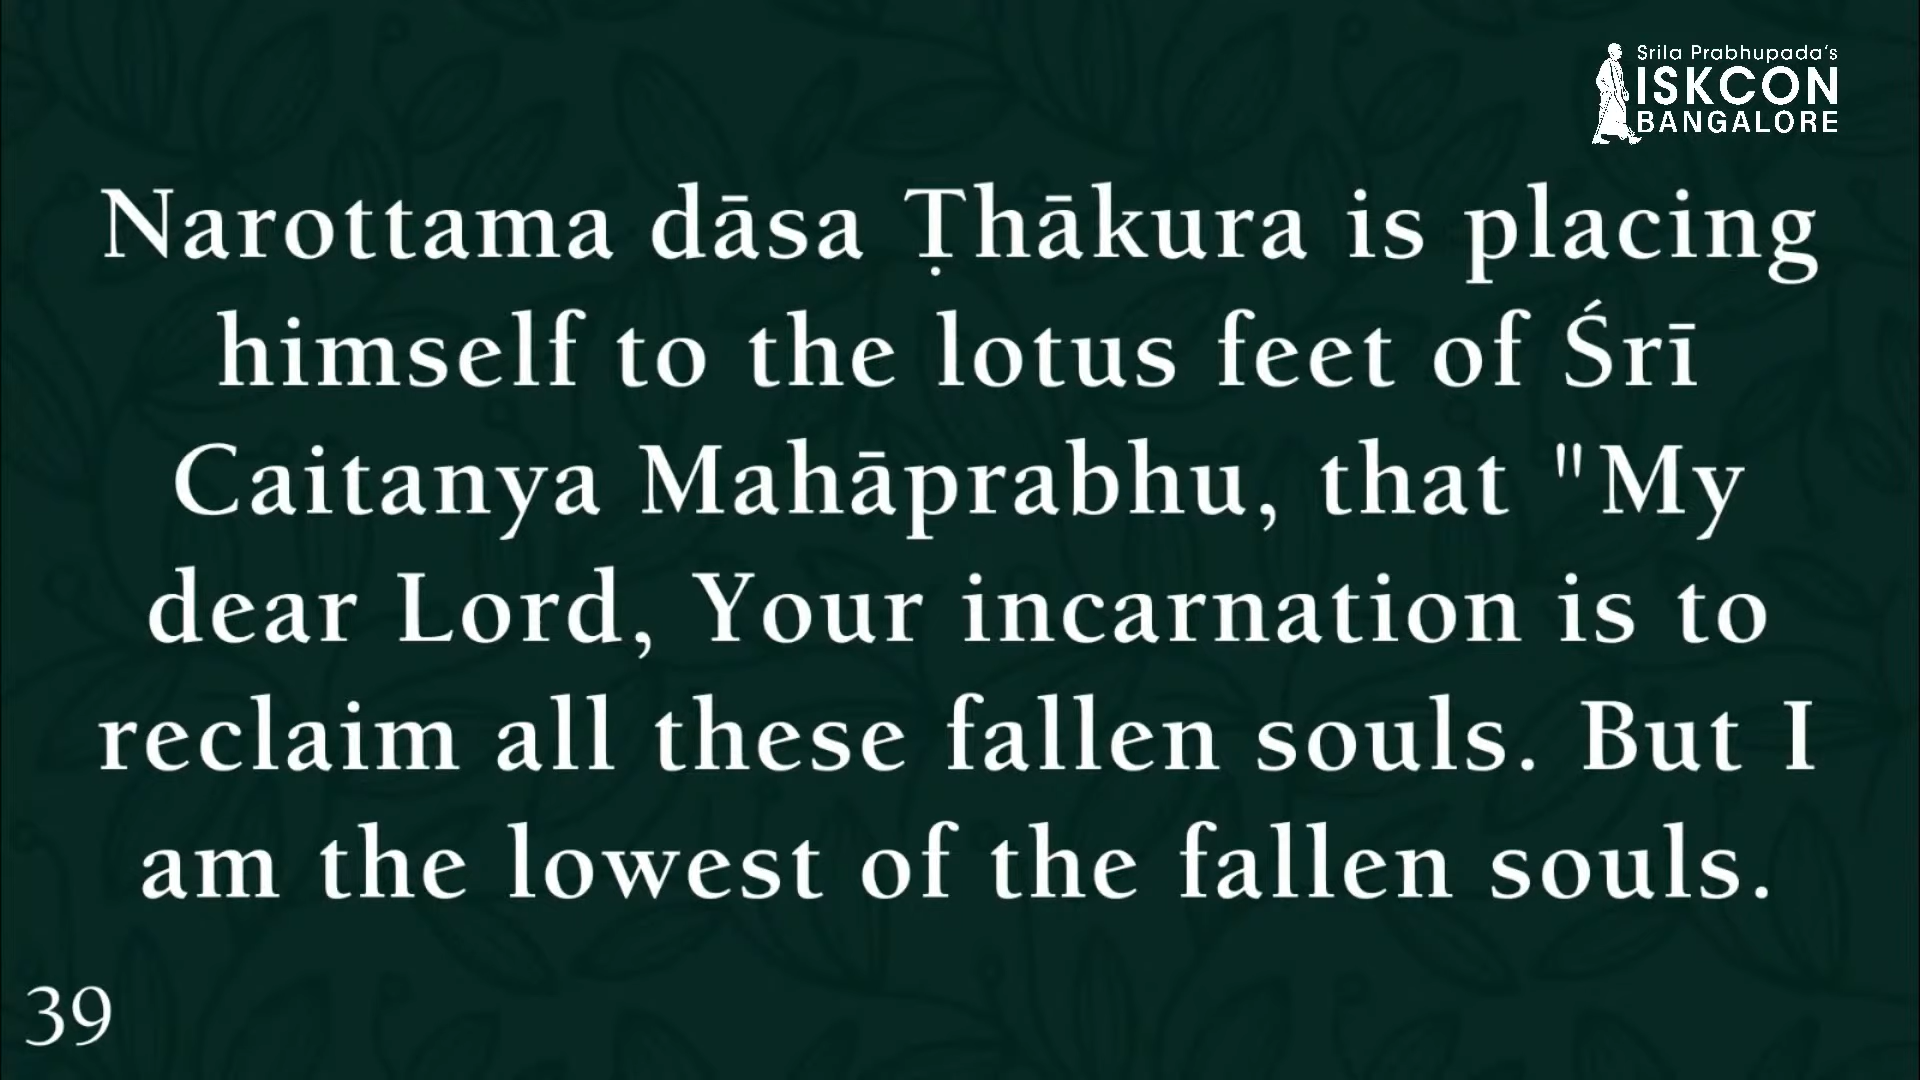 Srila Prabhupada's
ISKCON
BANGALORE
Narottama dāsa Ṭhākura is placing
himself to the lotus feet of Śrī
Caitanya Mahāprabhu, that "My
dear Lord, Your incarnation is to
reclaim all these fallen souls. But I
am the lowest of the fallen souls.
39